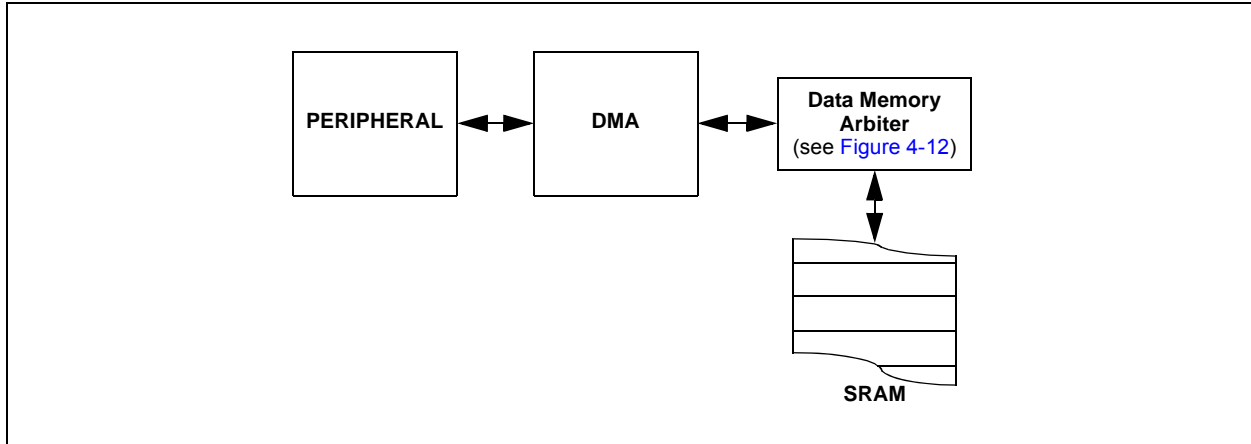 PERIPHERAL
DMA
Data Memory
Arbiter
(see Figure 4-12)
SRAM